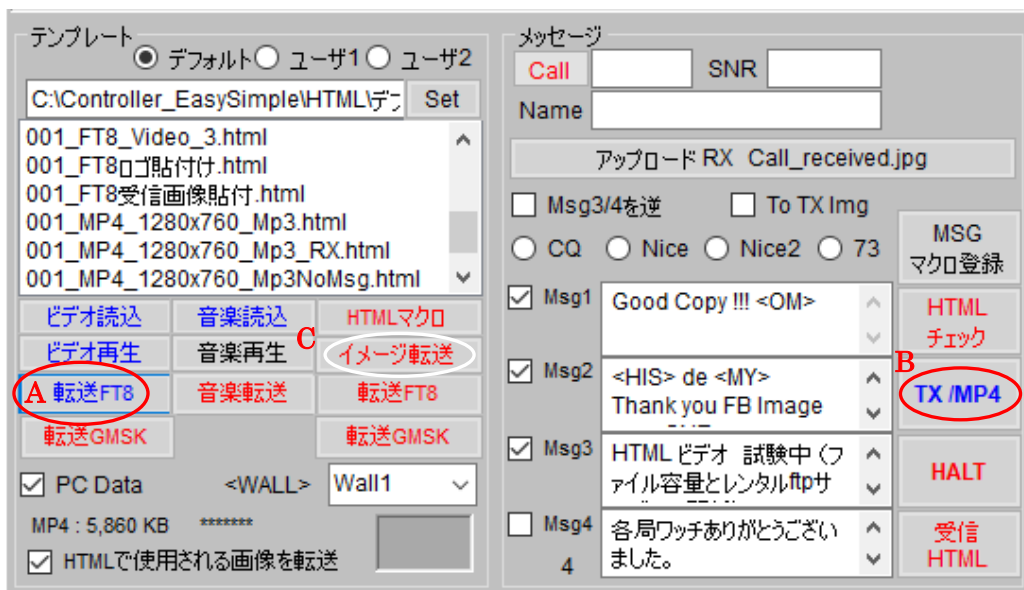 テンプレート
デフォルト ユーザ1 ユーザ2
C:\Controller_EasySimple\HTML\デフ Set
001_FT8_Video_3.html
001_FT8ロゴ貼付け.html
001_FT8受信画像貼付.html
001_MP4_1280x760_Mp3.html
001_MP4_1280x760_Mp3_RX.html
001_MP4_1280x760_Mp3NoMsg.html
ビデオ読込 音楽読込 HTMLマクロ
ビデオ再生 音楽再生 C イメージ転送
A 転送FT8 音楽転送 転送FT8
転送GMSK 転送GMSK
PC Data <WALL> Wall1
MP4 : 5,860 KB *******
HTMLで使用される画像を転送
メッセージ
Call SNR
Name
アップロード RX Call_received.jpg
Msg3/4を逆 To TX Img
CQ Nice Nice2 73
MSG
マクロ登録
Msg1 Good Copy !!! <OM>
HTML
チェック
Msg2 <HIS> de <MY>
Thank you FB Image
B
TX /MP4
Msg3 HTML ビデオ 試験中（フ
ァイル容量とレンタルftpサ
HALT
Msg4 各局ワッチありがとうござい
4 ました。
受信
HTML